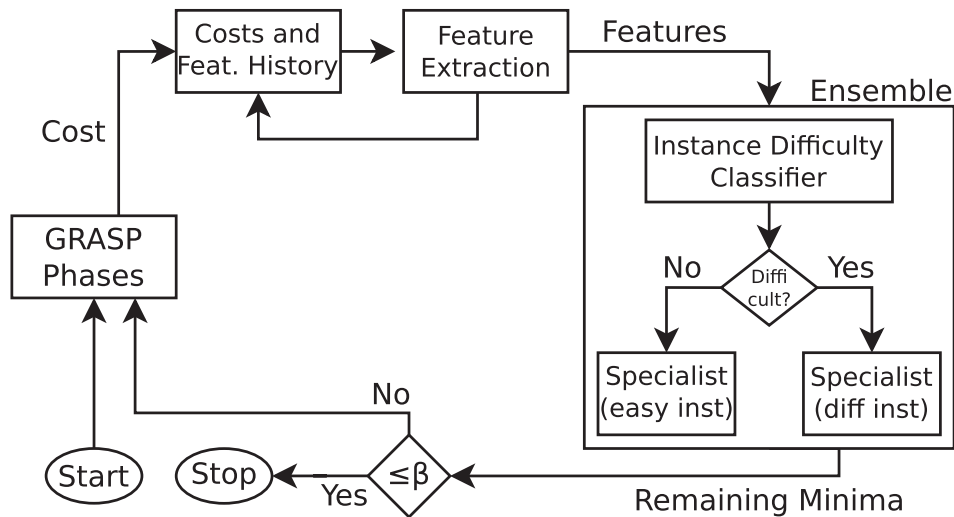 Costs and
Feat. History
Feature
Extraction
Features
Ensemble
Cost
Instance Difficulty
Classifier
GRASP
Phases
No
Diffi
cult?
Yes
Specialist
(easy inst)
Specialist
(diff inst)
No
Start
Stop
Yes
≤β
Remaining Minima